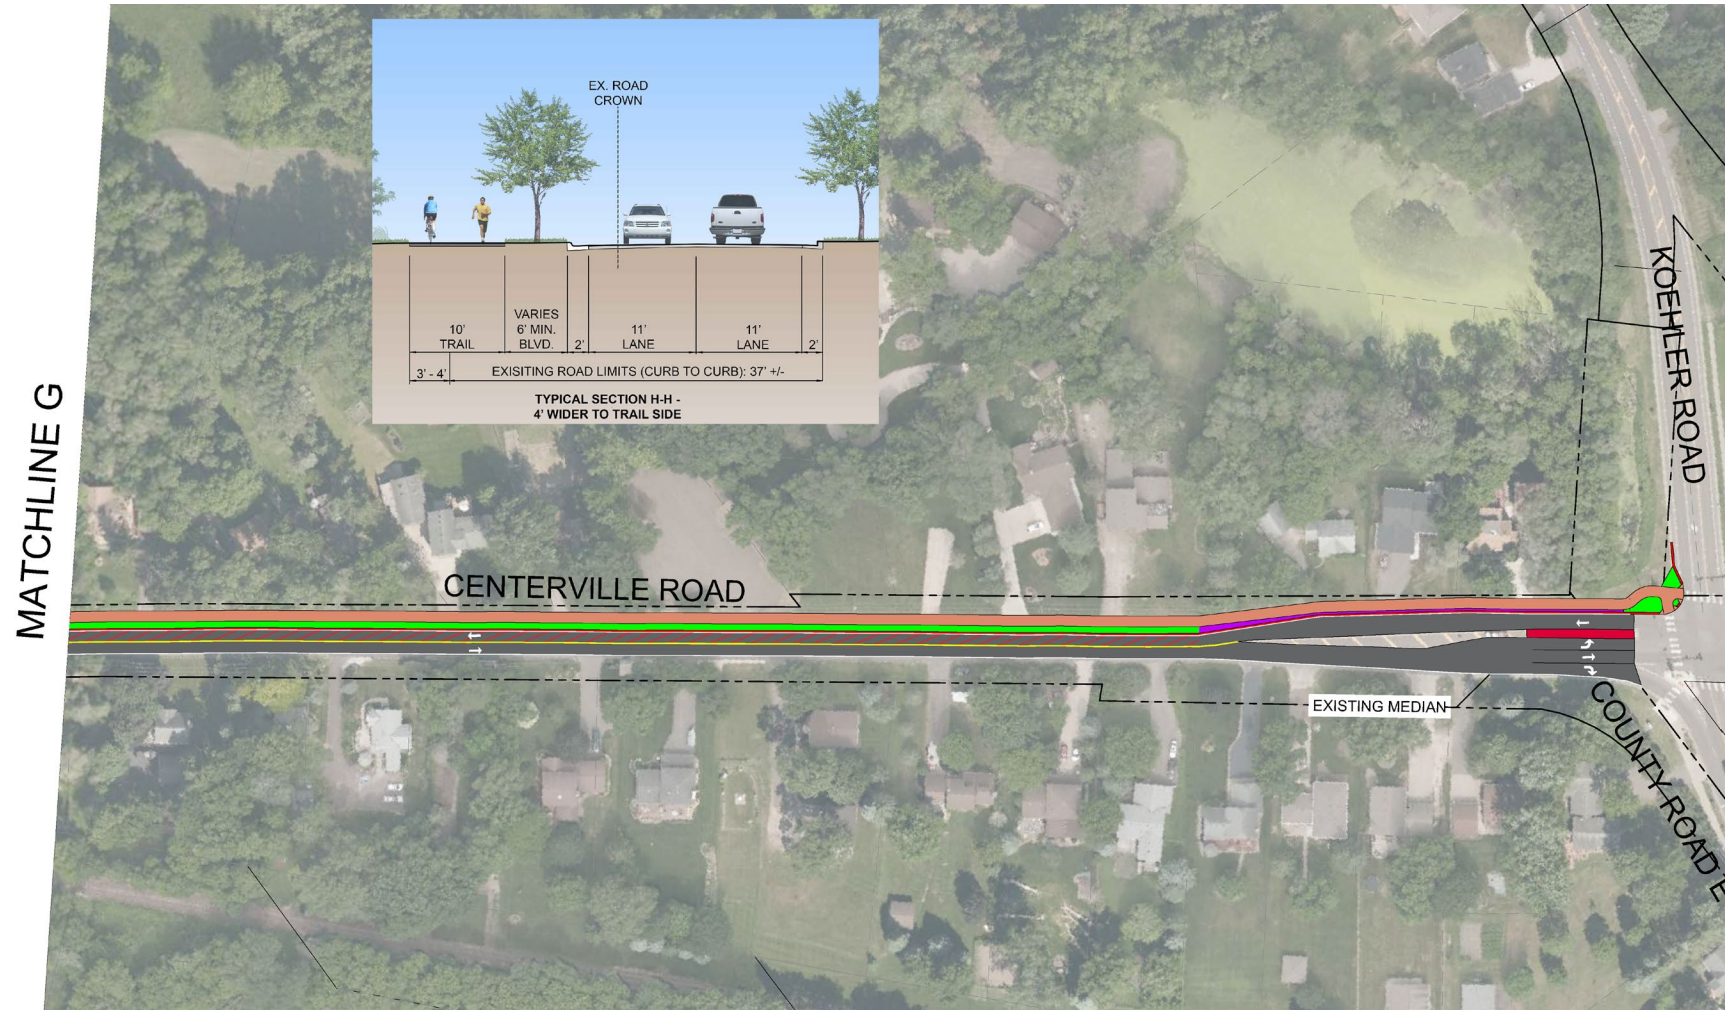 EX. ROAD
CROWN
VARIES
10' 6' MIN. 11' 11'
TRAIL BLVD. 2' LANE LANE 2'
3' - 4' EXISITING ROAD LIMITS (CURB TO CURB): 37' +/-
TYPICAL SECTION H-H -
4' WIDER TO TRAIL SIDE
MATCHLINE G
CENTERVILLE ROAD
KOEHLER ROAD
EXISTING MEDIAN
COUNTY ROAD E